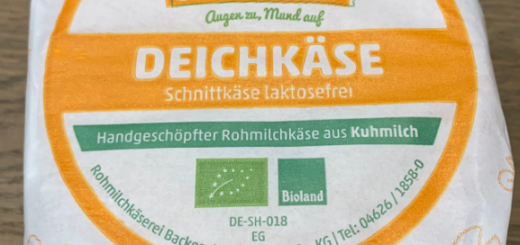 Augen zu, Mund auf
DEICHKÄSE
Schnittkäse laktosefrei
Handgeschöpfter Rohmilchkäse aus Kuhmilch
Bioland
DE-SH-018
EG
Rohmilchkäserei KG / Tel: 04626 / 1858-0